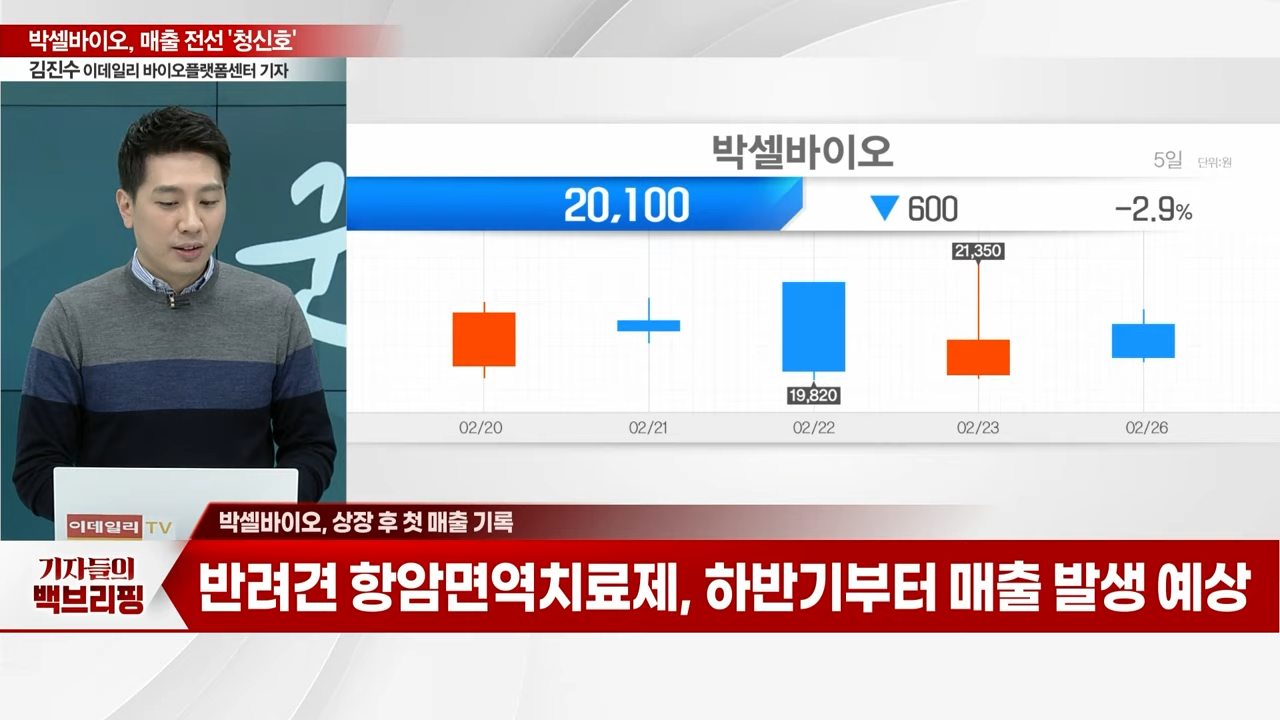 박셀바이오, 매출 전선 '청신호'
김진수 이데일리 바이오플랫폼센터 기자
박셀바이오
5일 단위:원
20,100 ▼ 600 -2.9%
21,350
19,820
02/20 02/21 02/22 02/23 02/26
이데일리 TV
박셀바이오, 상장 후 첫 매출 기록
기자들의
백브리핑
반려견 항암면역치료제, 하반기부터 매출 발생 예상